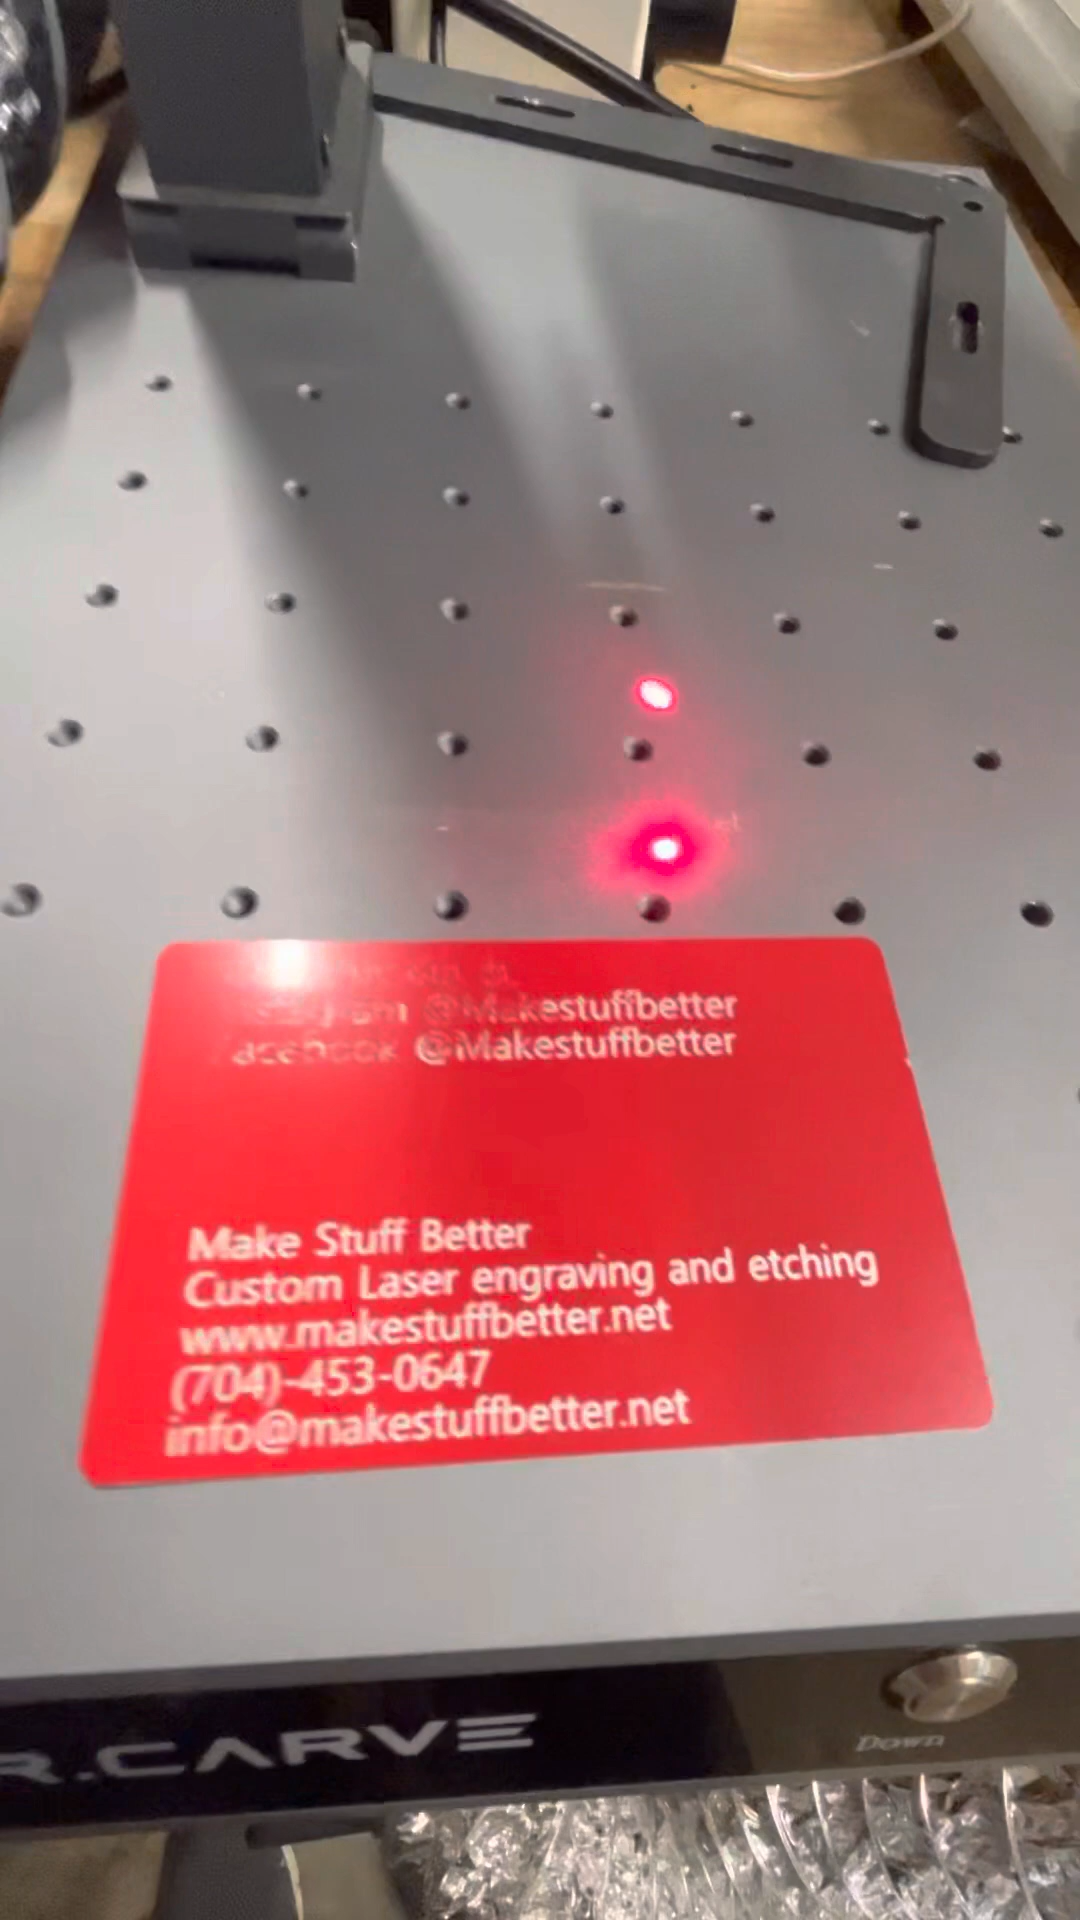 @Makestuffbetter
acebook @Makestuffbetter
Make Stuff Better
Custom Laser engraving and etching
www.makestuffbetter.net
(704)-453-0647
info@makestuffbetter.net
R.CARVE
Down